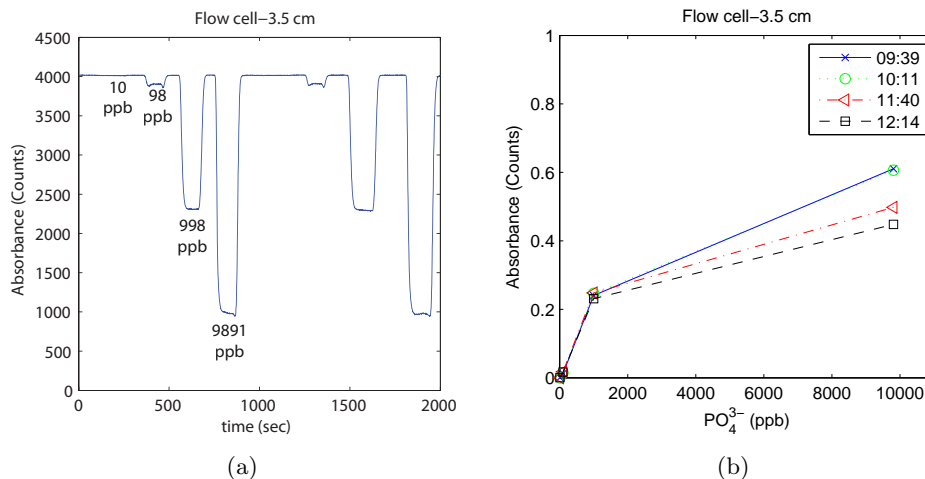 Flow cell−3.5 cm
4500
4000
3500
3000
2500
2000
1500
1000
500
0
Absorbance (Counts)
10
ppb
98
ppb
998
ppb
9891
ppb
0
500
1000
1500
2000
time (sec)
(a)
Flow cell−3.5 cm
1
0.8
0.6
0.4
0.2
0
Absorbance (Counts)
09:39
10:11
11:40
12:14
0
2000
4000
6000
8000
10000
PO₄³⁻ (ppb)
(b)